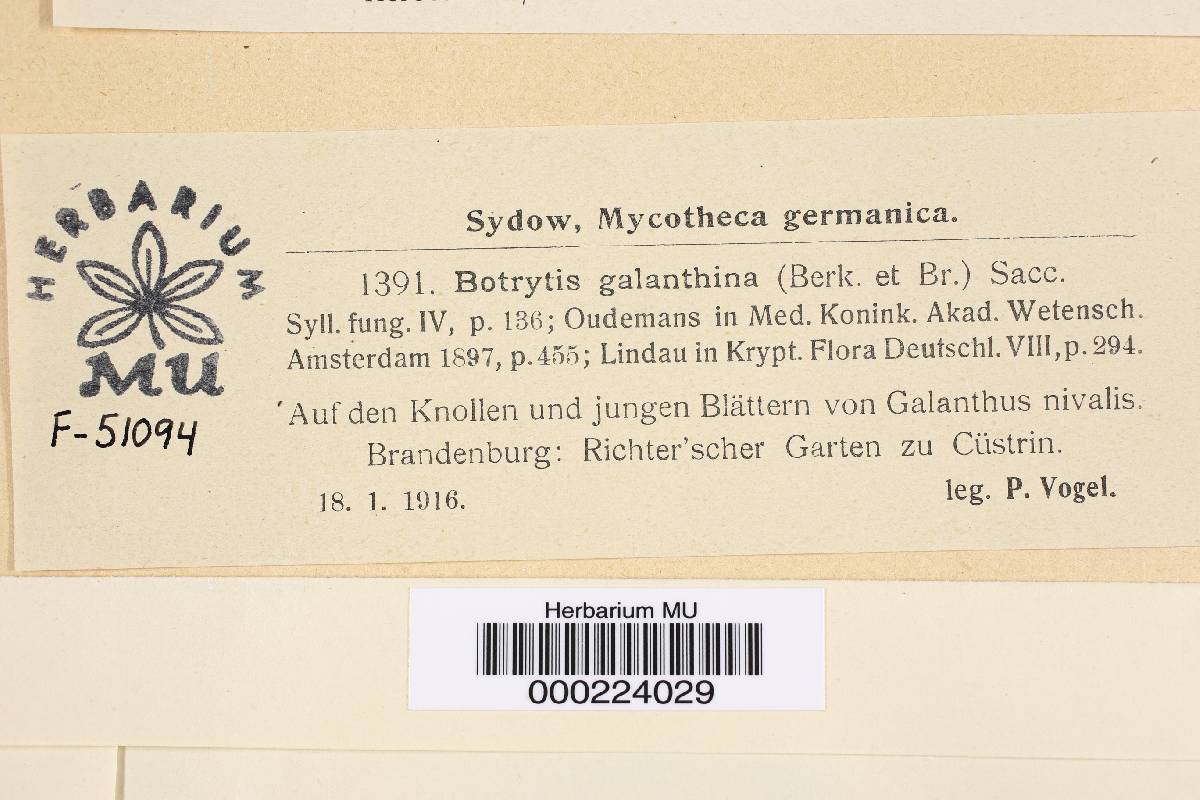 HERBARIUM
MU
F-51094
Sydow, Mycotheca germanica.
1391. Botrytis galanthina (Berk. et Br.) Sacc.
Syll. fung. IV, p. 136; Oudemans in Med. Konink. Akad. Wetensch.
Amsterdam 1897, p. 455; Lindau in Krypt. Flora Deutschl. VIII, p. 294.
Auf den Knollen und jungen Blättern von Galanthus nivalis.
Brandenburg: Richter'scher Garten zu Cüstrin.
18. 1. 1916. leg. P. Vogel.
Herbarium MU
000224029